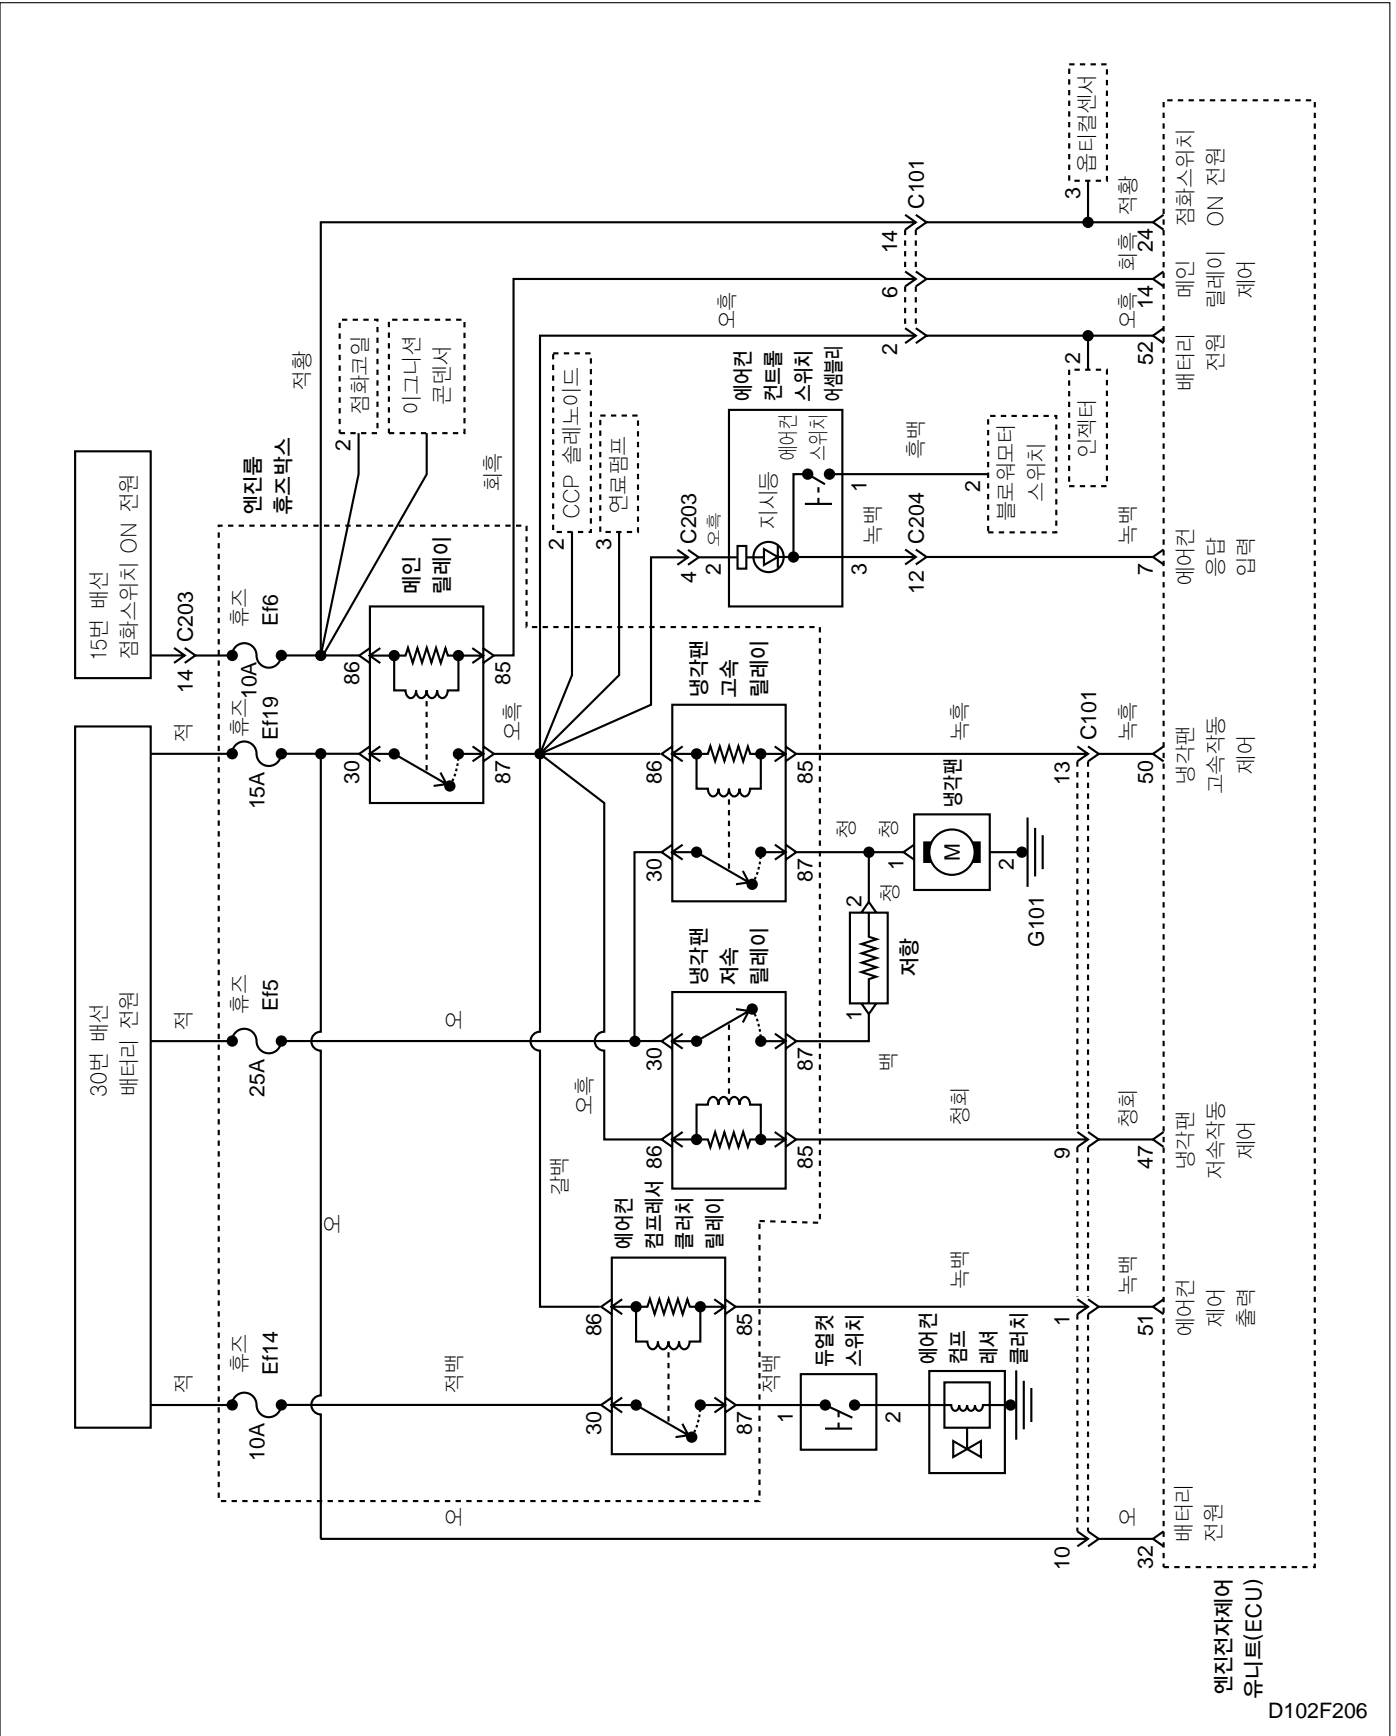 15번 배선
점화스위치 ON 전원
30번 배선
배터리 전원
14
C203
적
적
적
엔진룸
휴즈박스
휴즈
Ef6
10A
휴즈
Ef19
15A
휴즈
Ef5
25A
휴즈
Ef14
10A
적황
2
점화코일
이그니션
콘덴서
회흑
메인
릴레이
86
85
30
87
오흑
2
CCP 솔레노이드
3
연료펌프
오흑
4
C203
오흑
2
에어컨
컨트롤
스위치
어셈블리
에어컨
스위치
지시등
1
흑백
2
블로워모터
스위치
3
녹백
12
C204
녹백
7
에어컨
응답
입력
14
C101
6
2
3
옵티컬센서
적황
24
점화스위치
ON 전원
회흑
14
메인
릴레이
제어
오흑
52
배터리
전원
2
인젝터
냉각팬
고속
릴레이
86
85
30
87
녹흑
13
C101
녹흑
50
냉각팬
고속작동
제어
청
청
1
냉각팬
M
2
G101
2
청
저항
1
백
냉각팬
저속
릴레이
30
87
86
85
오
오흑
청회
9
청회
47
냉각팬
저속작동
제어
갈백
오
에어컨
컴프레서
클러치
릴레이
86
85
30
87
녹백
1
녹백
51
에어컨
제어
출력
적백
적백
듀얼컷
스위치
1
2
에어컨
컴프
레셔
클러치
오
10
오
32
배터리
전원
엔진전자제어
유니트(ECU)
D102F206